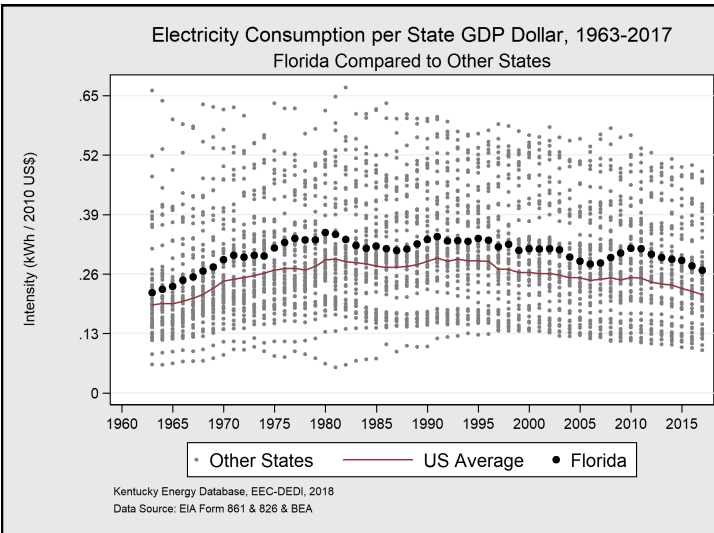 Electricity Consumption per State GDP Dollar, 1963-2017
Florida Compared to Other States
Intensity (kWh / 2010 US$)
.65
.52
.39
.26
.13
0
1960 1965 1970 1975 1980 1985 1990 1995 2000 2005 2010 2015
Other States US Average Florida
Kentucky Energy Database, EEC-DEDI, 2018
Data Source: EIA Form 861 & 826 & BEA